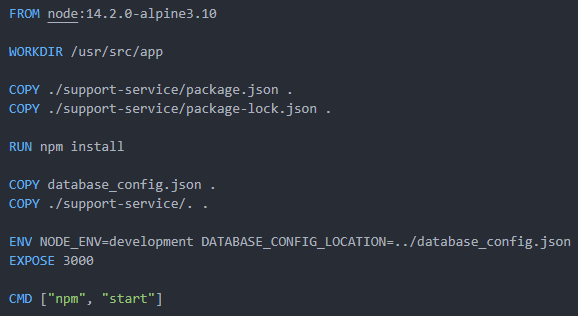 FROM node:14.2.0-alpine3.10
WORKDIR /usr/src/app
COPY ./support-service/package.json .
COPY ./support-service/package-lock.json .
RUN npm install
COPY database_config.json .
COPY ./support-service/. .
ENV NODE_ENV=development DATABASE_CONFIG_LOCATION=../database_config.json
EXPOSE 3000
CMD ["npm", "start"]